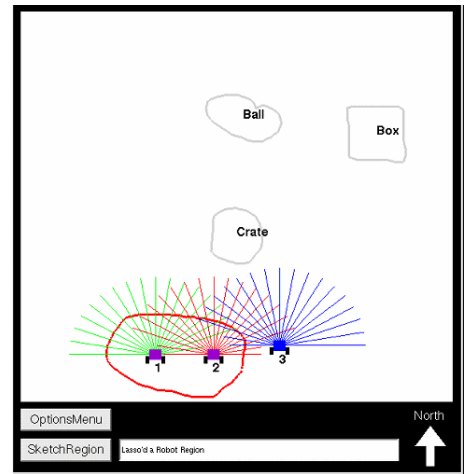 Ball
Box
Crate
1
2
3
OptionsMenu
North
SketchRegion
Lasso'd a Robot Region